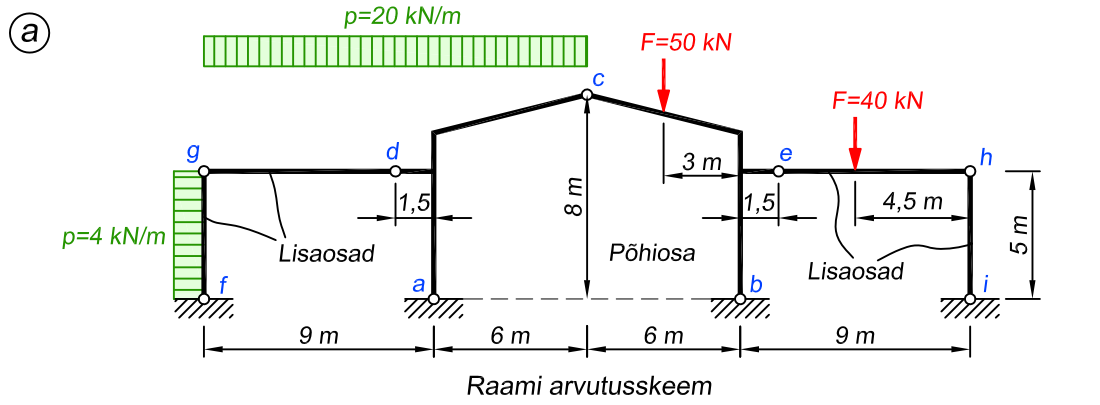 a
p=20 kN/m
F=50 kN
c
F=40 kN
g
d
e
h
3 m
1,5
8 m
1,5
4,5 m
5 m
p=4 kN/m
Lisaosad
Põhiosa
Lisaosad
f
a
b
i
9 m
6 m
6 m
9 m
Raami arvutusskeem